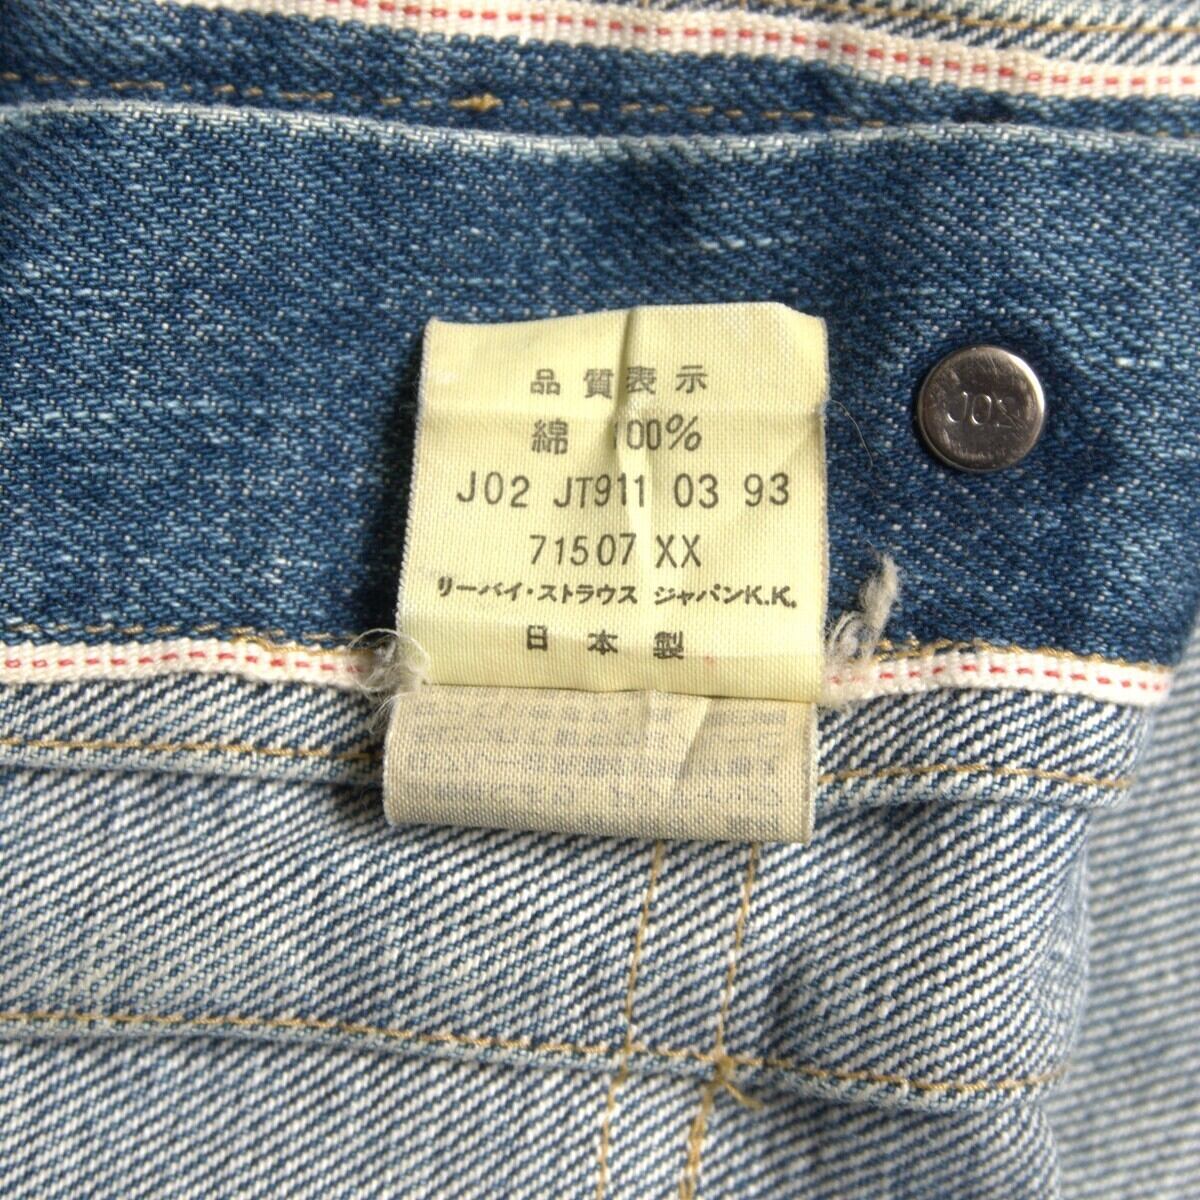 品質表示
綿 100%
J02 JT911 03 93
71507 XX
リーバイ・ストラウス ジャパンK.K.
日本製
J02